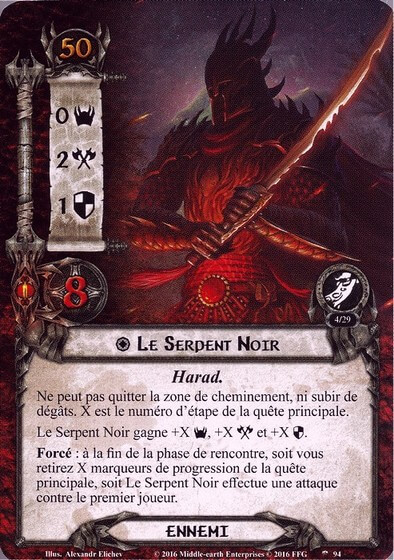 50
0
2
1
8
4/29
Le Serpent Noir
Harad.
Ne peut pas quitter la zone de cheminement, ni subir de
dégâts. X est le numéro d'étape de la quête principale.
Le Serpent Noir gagne +X , +X et +X .
Forcé : à la fin de la phase de rencontre, soit vous
retirez X marqueurs de progression de la quête
principale, soit Le Serpent Noir effectue une attaque
contre le premier joueur.
ENNEMI
Illus. Alexandr Elichev © 2016 Middle-earth Enterprises © 2016 FFG 94